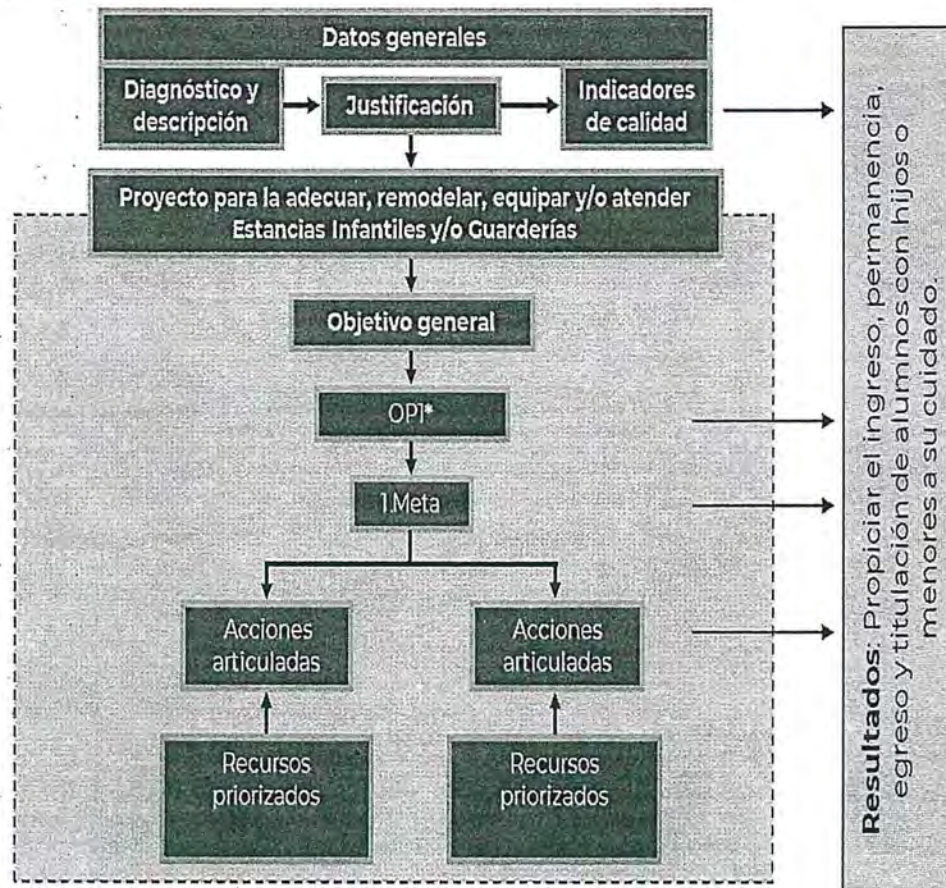 Datos generales
Diagnóstico y
descripción
Justificación
Indicadores
de calidad
Proyecto para la adecuar, remodelar, equipar y/o atender
Estancias Infantiles y/o Guarderías
Objetivo general
OP1*
1.Meta
Acciones
articuladas
Acciones
articuladas
Recursos
priorizados
Recursos
priorizados
Resultados: Propiciar el ingreso, permanencia,
egreso y titulación de alumnos con hijos o
menores a su cuidado.